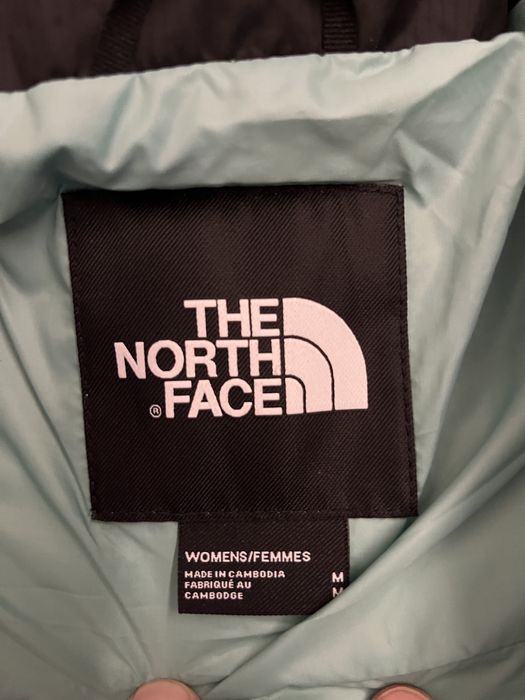 THE
NORTH
® FACE
WOMENS/FEMMES
MADE IN CAMBODIA M
FABRIQUÉ AU
CAMBODGE M